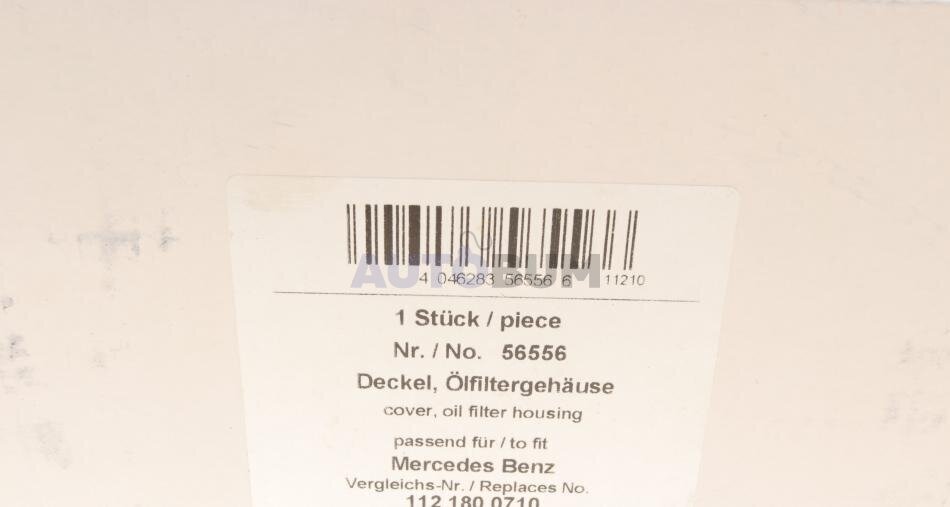 AUTOBUM
4 046283 56556 6 11210
1 Stück / piece
Nr. / No. 56556
Deckel, Ölfiltergehäuse
cover, oil filter housing
passend für / to fit
Mercedes Benz
Vergleichs-Nr. / Replaces No.
112 180 0710